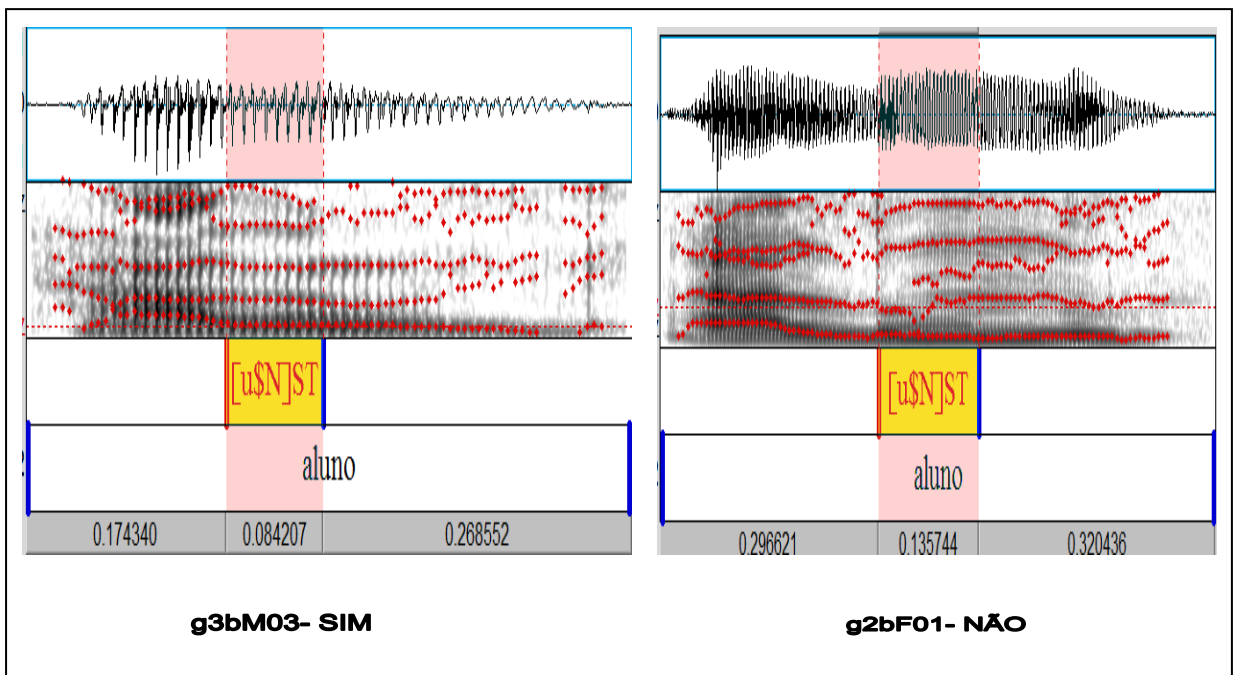 [u$N]ST
aluno
0.174340 0.084207 0.268552
g3bM03- SIM
[u$N]ST
aluno
0.296621 0.135744 0.320436
g2bF01- NÃO